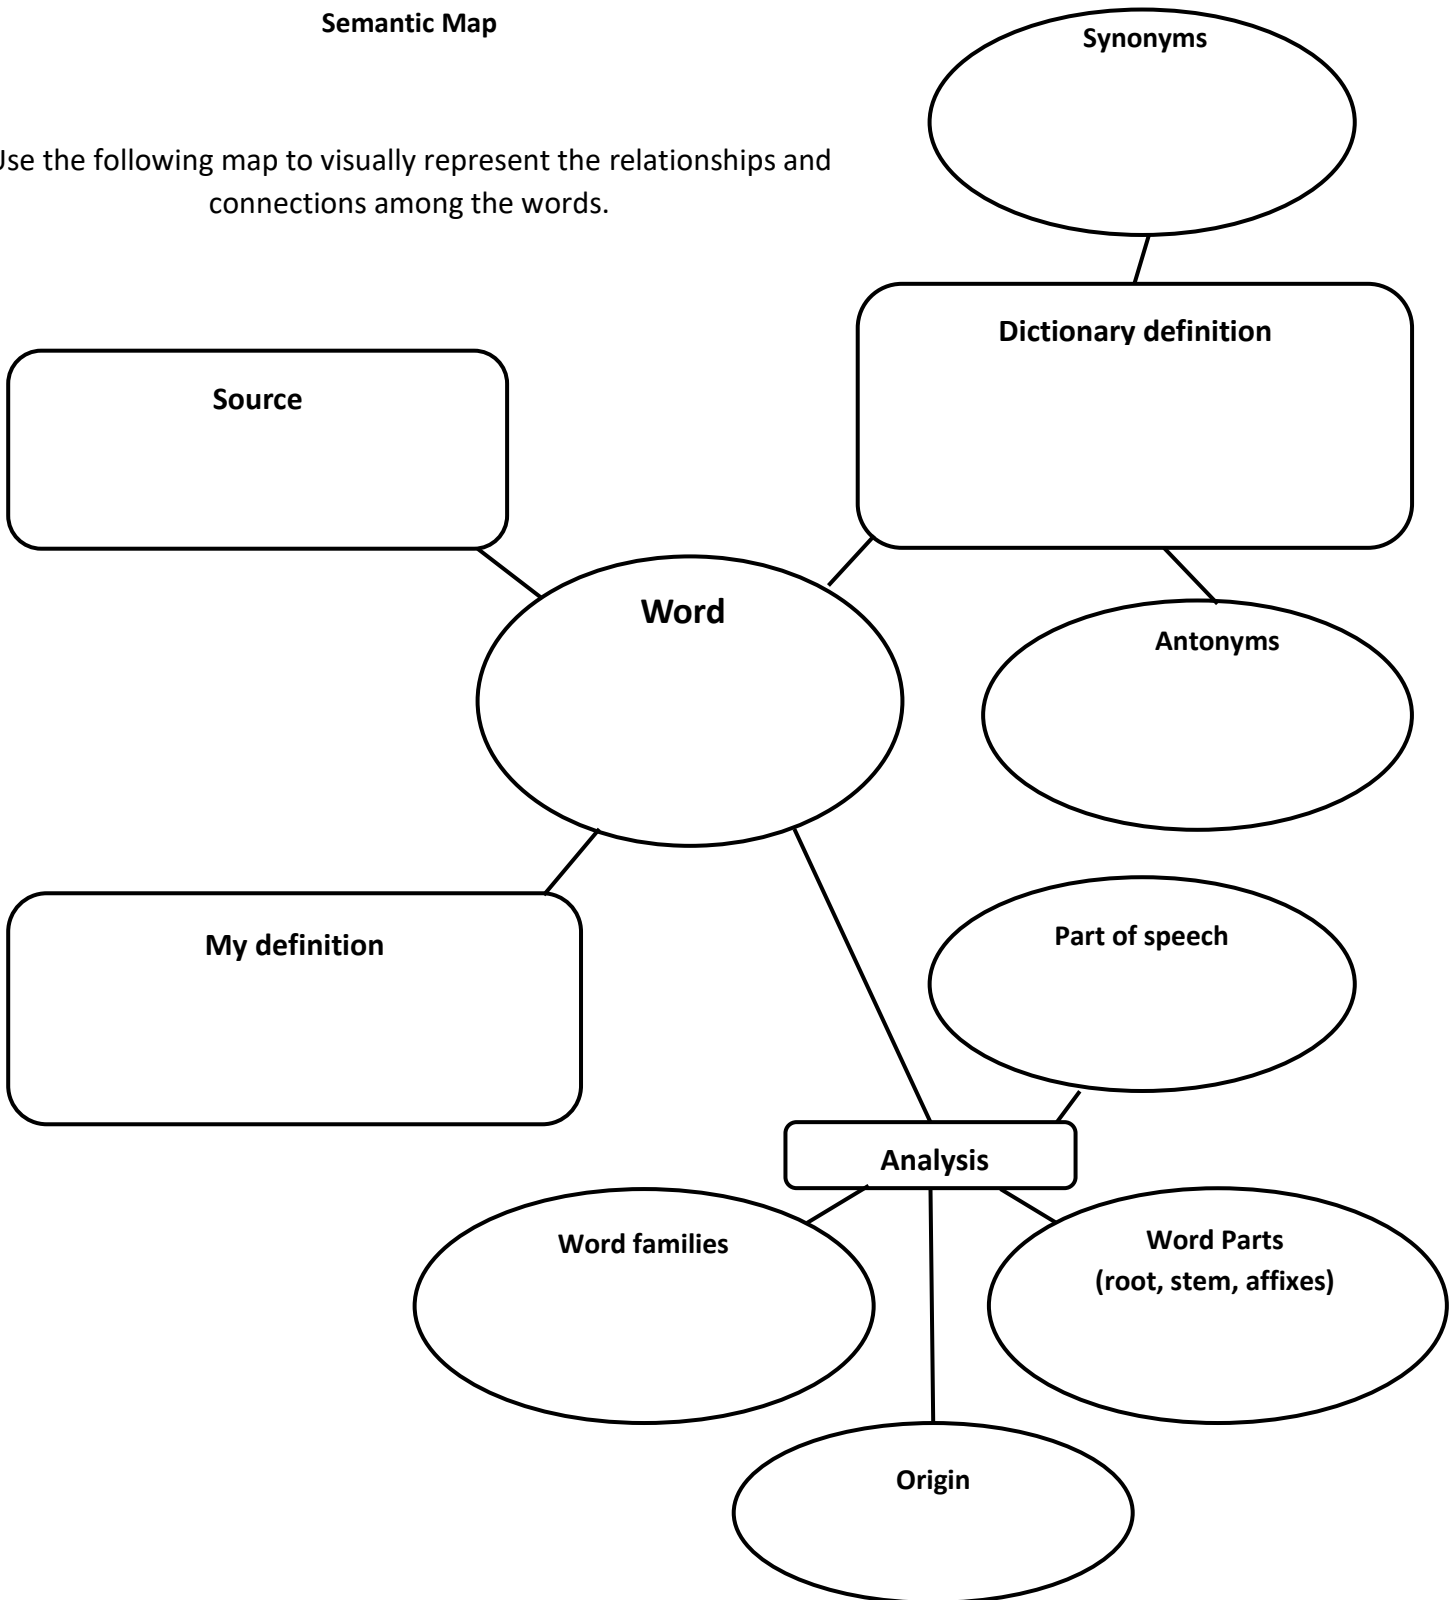 Semantic Map
Synonyms
Use the following map to visually represent the relationships and
connections among the words.
Dictionary definition
Source
Word
Antonyms
My definition
Part of speech
Analysis
Word families
Word Parts
(root, stem, affixes)
Origin